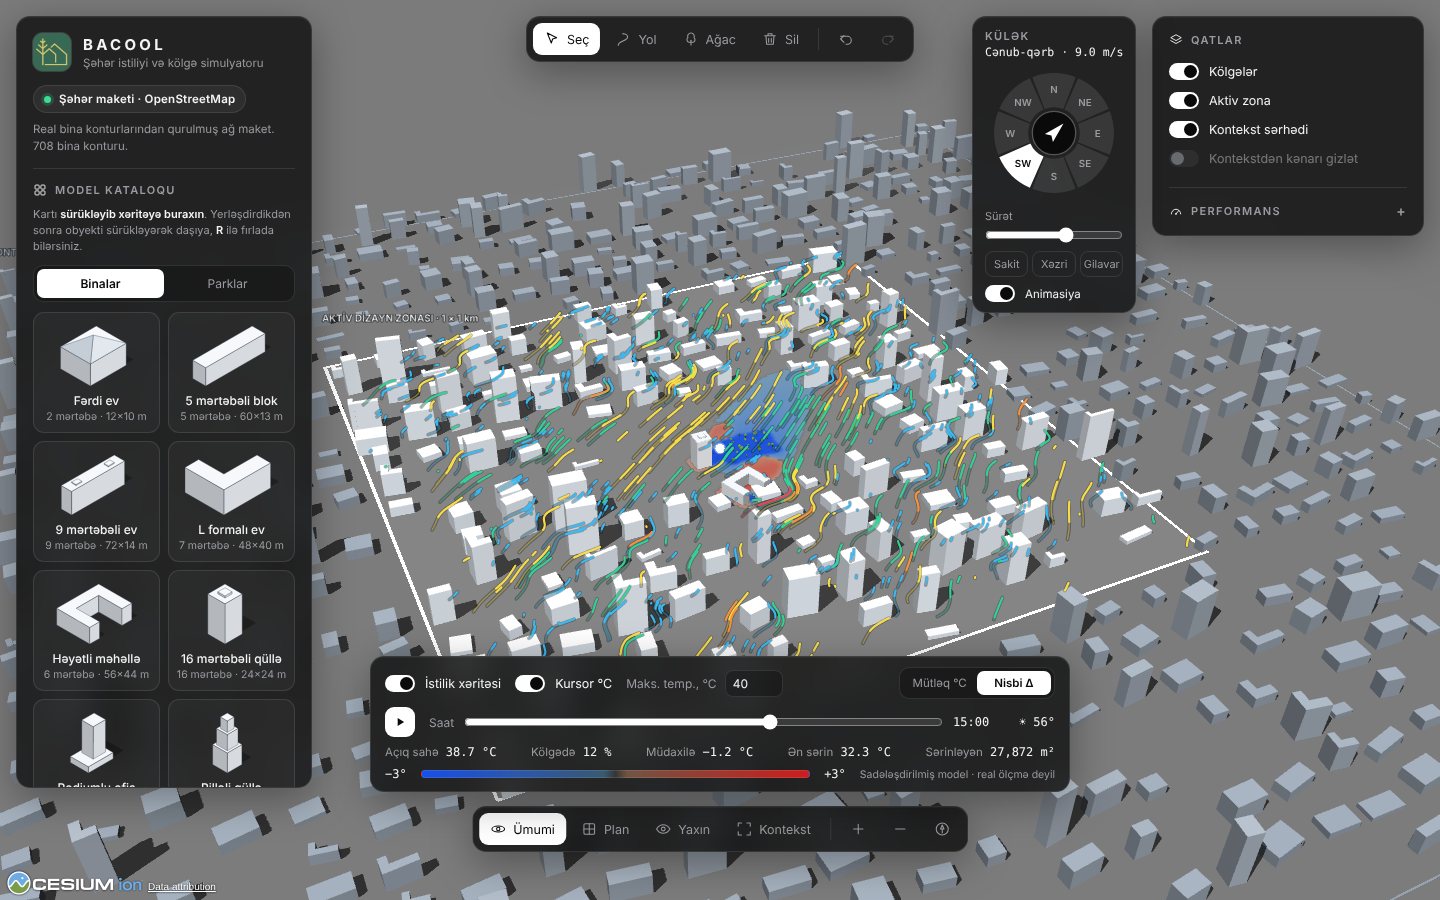 BACOOL
Şəhər istiliyi və kölgə simulyatoru
Şəhər maketi · OpenStreetMap
Real bina konturlarından qurulmuş ağ maket.
708 bina konturu.
MODEL KATALOQU
Kartı sürükləyib xəritəyə buraxın. Yerləşdirdikdən
sonra obyekti sürükləyərək daşıya, R ilə fırlada
bilərsiniz.
Binalar
Parklar
Fərdi ev
2 mərtəbə · 12×10 m
5 mərtəbəli blok
5 mərtəbə · 60×13 m
9 mərtəbəli ev
9 mərtəbə · 72×14 m
L formalı ev
7 mərtəbə · 48×40 m
Həyətli məhəllə
6 mərtəbə · 56×44 m
16 mərtəbəli qüllə
16 mərtəbə · 24×24 m
Seç
Yol
Ağac
Sil
KÜLƏK
Cənub-qərb · 9.0 m/s
N
NE
E
SE
S
SW
W
NW
Sürət
Sakit
Xəzri
Gilavar
Animasiya
QATLAR
Kölgələr
Aktiv zona
Kontekst sərhədi
Kontekstdən kənarı gizlət
PERFORMANS
+
AKTİV DİZAYN ZONASI · 1 × 1 km
İstilik xəritəsi
Kursor °C
Maks. temp., °C
40
Mütləq °C
Nisbi Δ
Saat
15:00
☀ 56°
Açıq sahə 38.7 °C
Kölgədə 12 %
Müdaxilə −1.2 °C
Ən sərin 32.3 °C
Sərinləyən 27,872 m²
−3°
+3°
Sadələşdirilmiş model · real ölçmə deyil
Ümumi
Plan
Yaxın
Kontekst
CESIUM ion
Data attribution